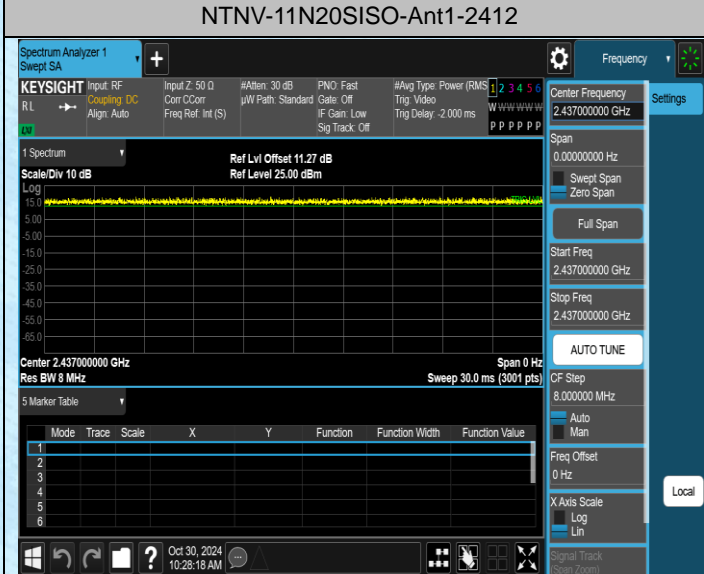 NTNV-11N20SISO-Ant1-2412
Spectrum Analyzer 1
Swept SA
+
Frequency
KEYSIGHT
RL
LXI
Input: RF
Coupling: DC
Align: Auto
Input Z: 50 Ω
Corr CCorr
Freq Ref: Int (S)
#Atten: 30 dB
µW Path: Standard
PNO: Fast
Gate: Off
IF Gain: Low
Sig Track: Off
#Avg Type: Power (RMS
Trig: Video
Trig Delay: -2.000 ms
1 2 3 4 5 6
W W W W W W
P P P P P P
Center Frequency
2.437000000 GHz
Settings
Span
0.00000000 Hz
Swept Span
Zero Span
Full Span
Start Freq
2.437000000 GHz
Stop Freq
2.437000000 GHz
AUTO TUNE
CF Step
8.000000 MHz
Auto
Man
Freq Offset
0 Hz
X Axis Scale
Log
Lin
Signal Track
(Span Zoom)
Local
1 Spectrum
Scale/Div 10 dB
Ref Lvl Offset 11.27 dB
Ref Level 25.00 dBm
Log
15.0
5.00
-5.00
-15.0
-25.0
-35.0
-45.0
-55.0
-65.0
Center 2.437000000 GHz
Span 0 Hz
Res BW 8 MHz
Sweep 30.0 ms (3001 pts)
5 Marker Table
Mode Trace Scale X Y Function Function Width Function Value
1
2
3
4
5
6
?
Oct 30, 2024
10:28:18 AM